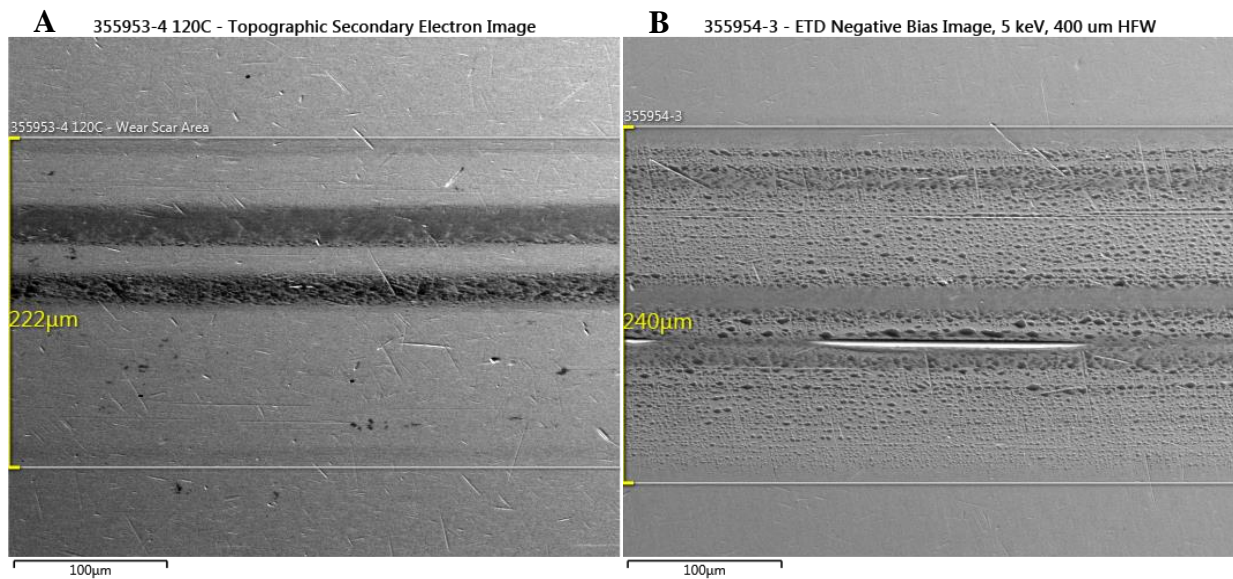 A 355953-4 120C - Topographic Secondary Electron Image
355953-4 120C - Wear Scar Area
222µm
100µm
B 355954-3 - ETD Negative Bias Image, 5 keV, 400 um HFW
355954-3
240µm
100µm